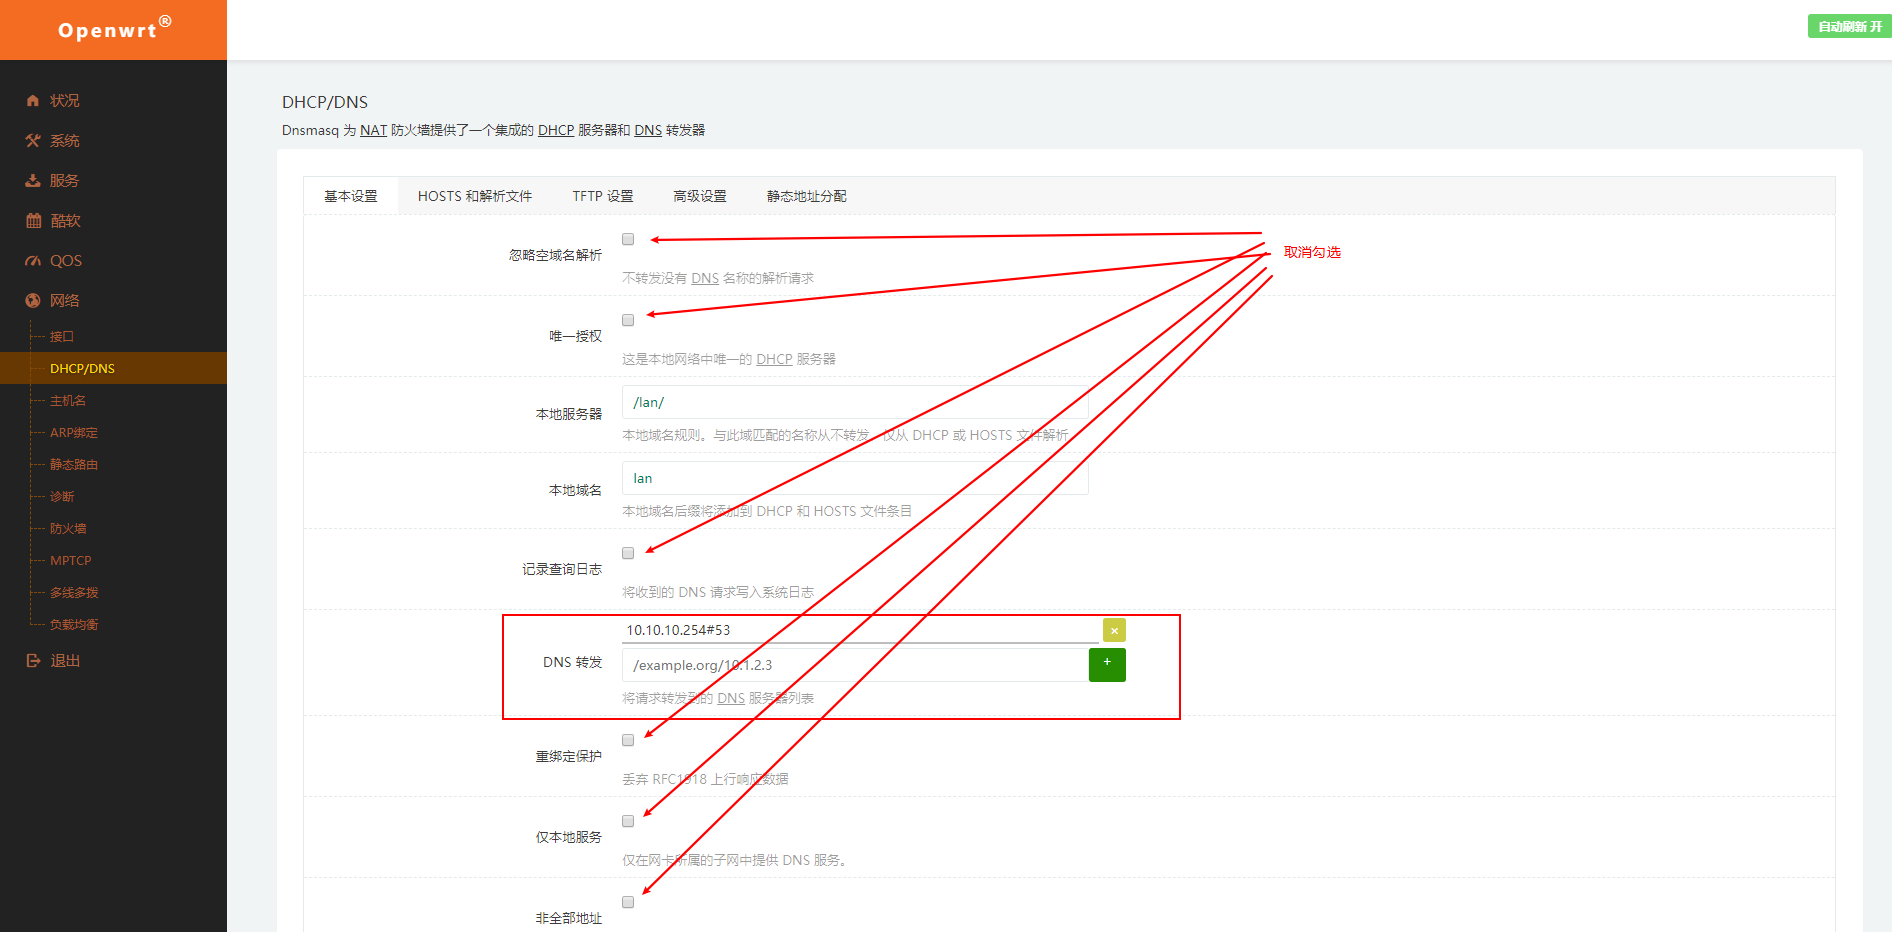 Openwrt®
自动刷新 开
状况
系统
服务
酷软
QOS
网络
接口
DHCP/DNS
主机名
ARP绑定
静态路由
诊断
防火墙
MPTCP
多线多拨
负载均衡
退出
DHCP/DNS
Dnsmasq 为 NAT 防火墙提供了一个集成的 DHCP 服务器和 DNS 转发器
基本设置 HOSTS 和解析文件 TFTP 设置 高级设置 静态地址分配
取消勾选
忽略空域名解析
不转发没有 DNS 名称的解析请求
唯一授权
这是本地网络中唯一的 DHCP 服务器
本地服务器
/lan/
本地域名规则。与此域匹配的名称从不转发，仅从 DHCP 或 HOSTS 文件解析
本地域名
lan
本地域名后缀将添加到 DHCP 和 HOSTS 文件条目
记录查询日志
将收到的 DNS 请求写入系统日志
DNS 转发
10.10.10.254#53
×
/example.org/10.1.2.3
+
将请求转发到的 DNS 服务器列表
重绑定保护
丢弃 RFC1918 上行响应数据
仅本地服务
仅在网卡所属的子网中提供 DNS 服务。
非全部地址